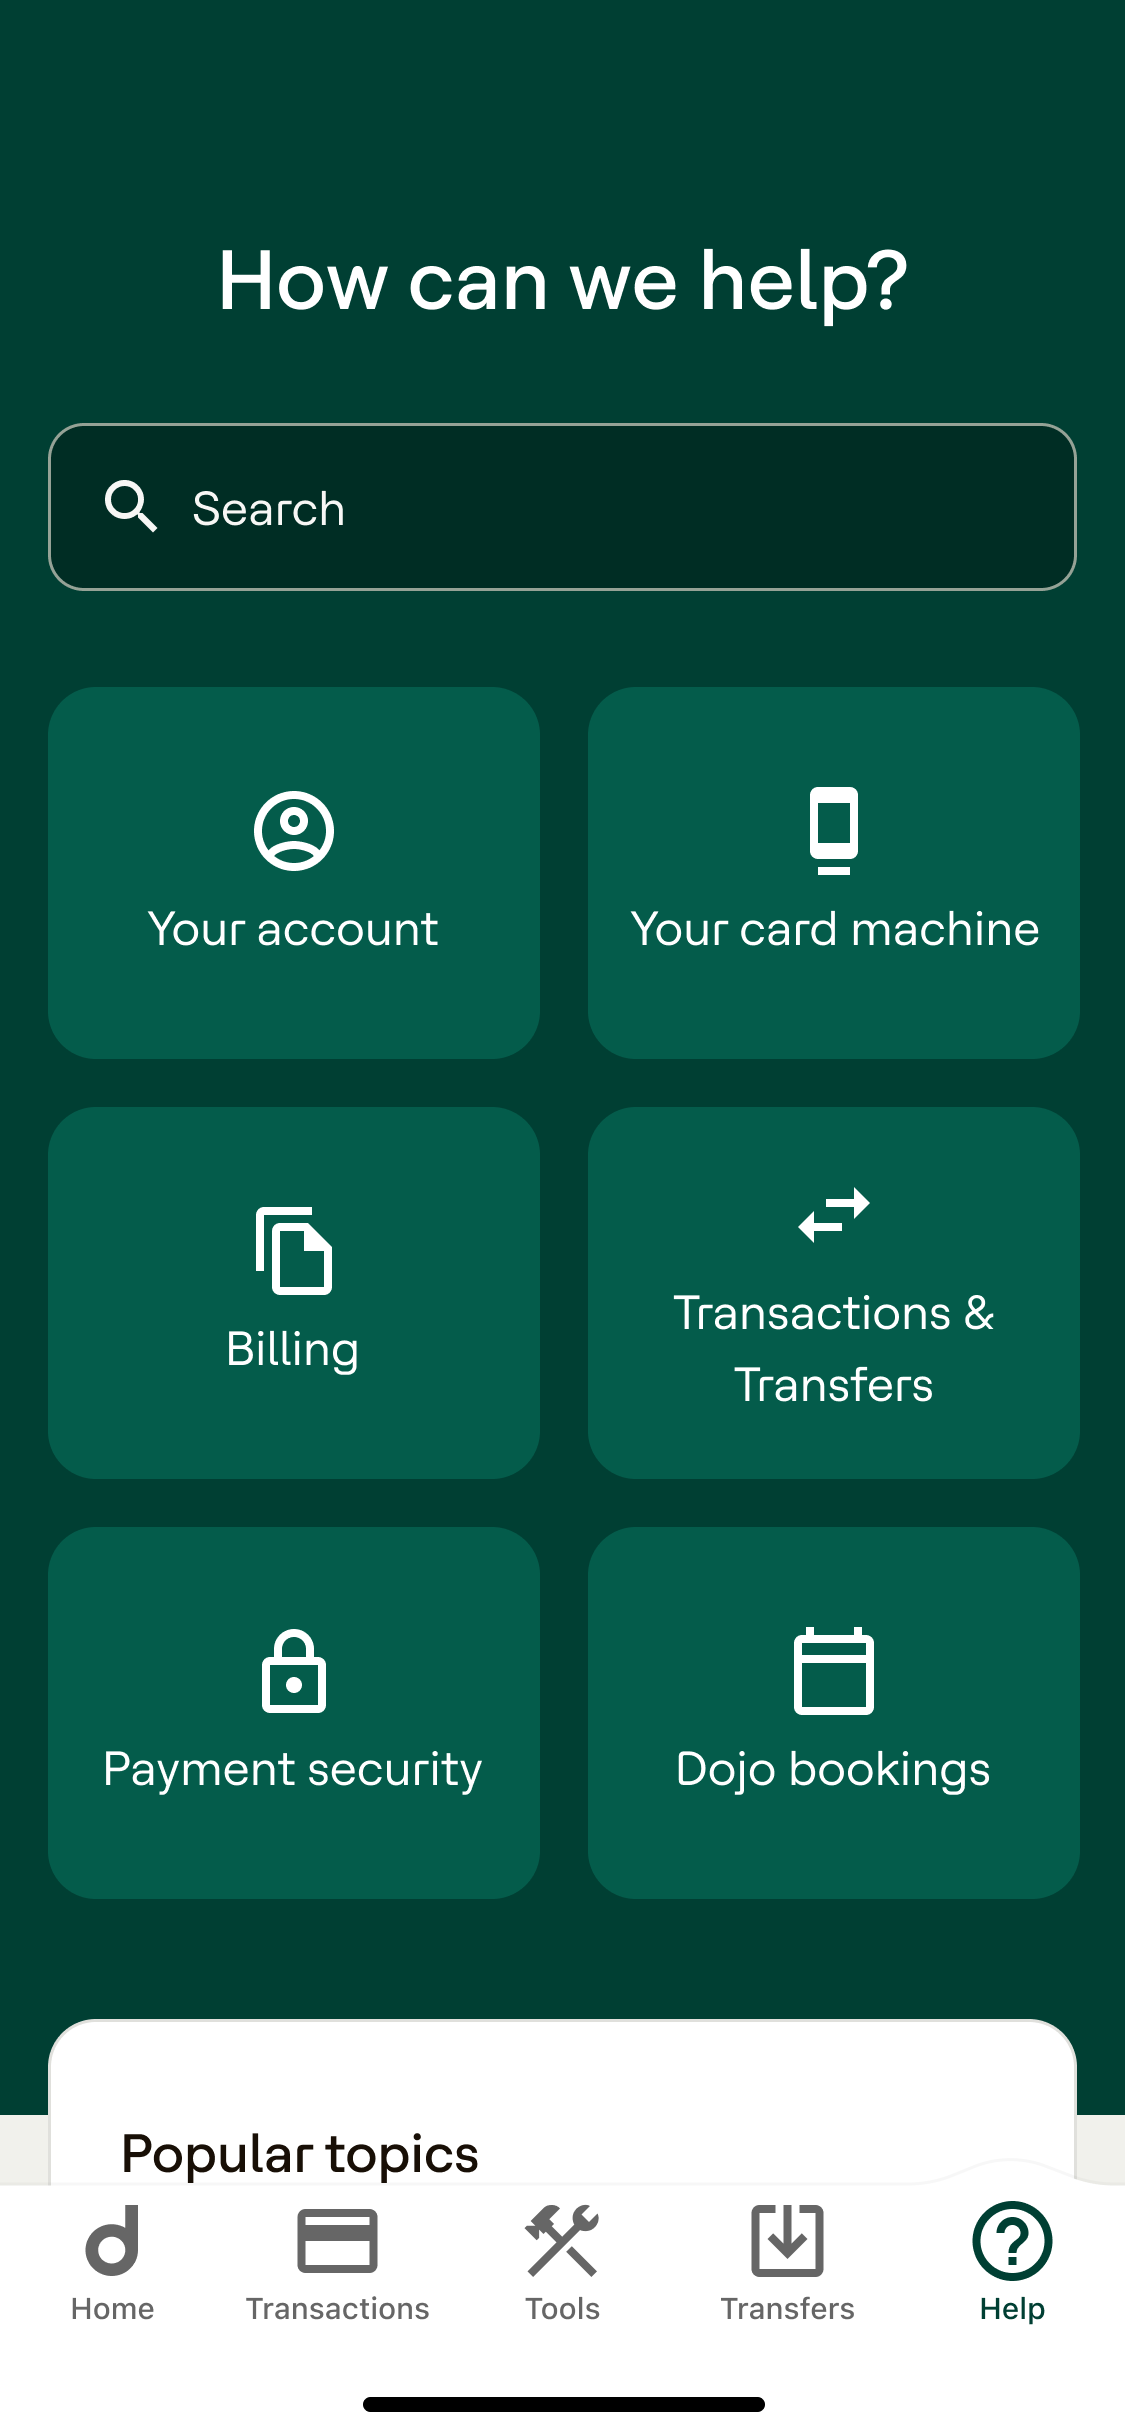 How can we help?
Search
Your account
Your card machine
Billing
Transactions &
Transfers
Payment security
Dojo bookings
Popular topics
Home
Transactions
Tools
Transfers
Help